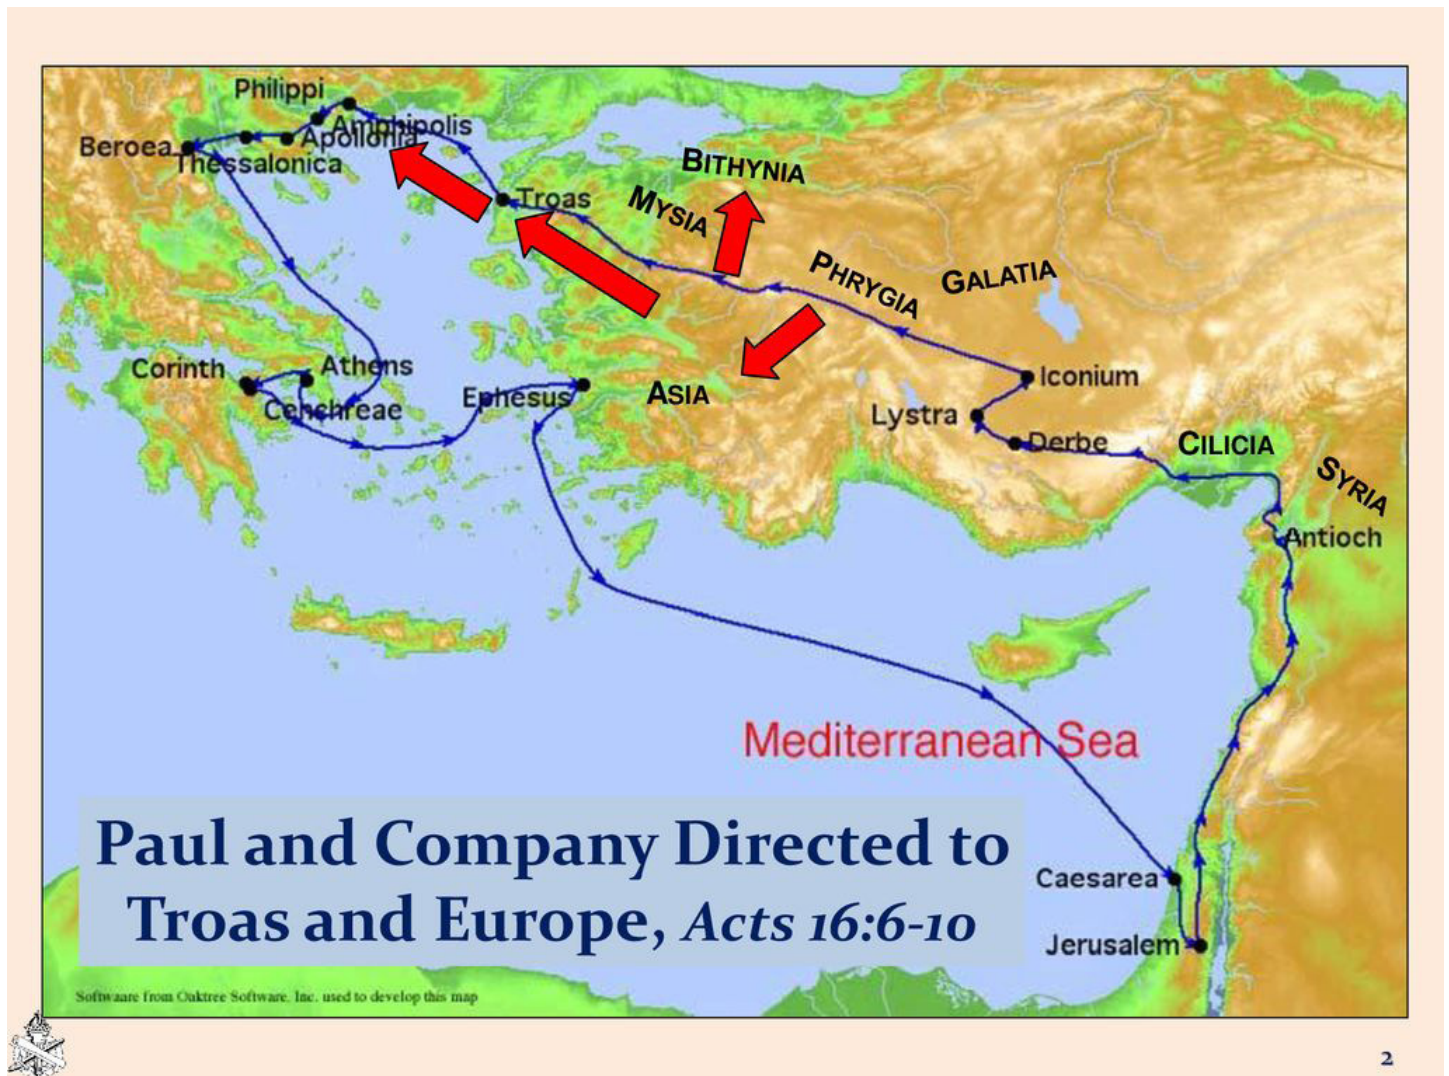 Philippi
Amphipolis
Apollonia
Beroea
Thessalonica
Troas
BITHYNIA
MYSIA
PHRYGIA
GALATIA
Corinth
Athens
Cenchreae
Ephesus
ASIA
Iconium
Lystra
Derbe
CILICIA
SYRIA
Antioch
Mediterranean Sea
Paul and Company Directed to
Troas and Europe, Acts 16:6-10
Caesarea
Jerusalem
Softwaare from Oaktree Software, Inc. used to develop this map
2